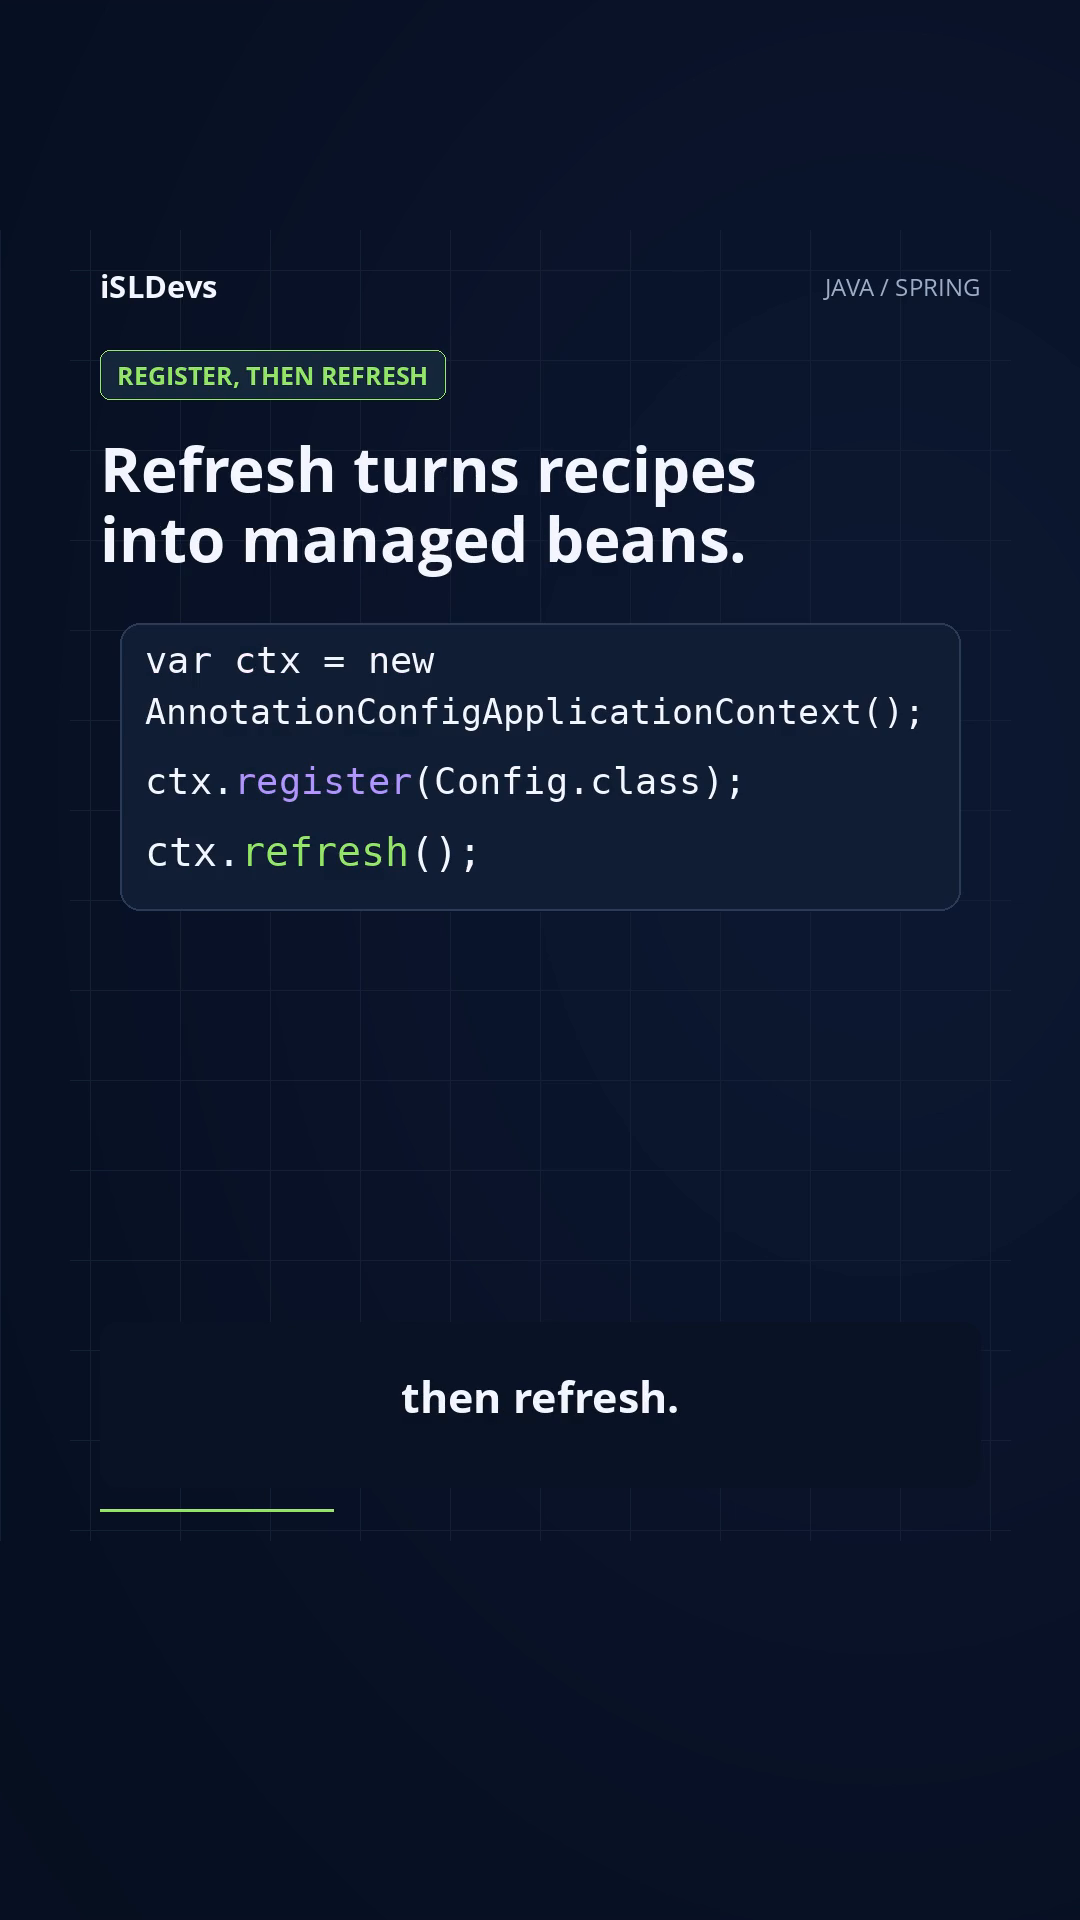 iSLDevs
JAVA / SPRING
REGISTER, THEN REFRESH
Refresh turns recipes
into managed beans.
var ctx = new
AnnotationConfigApplicationContext();
ctx.register(Config.class);
ctx.refresh();
then refresh.